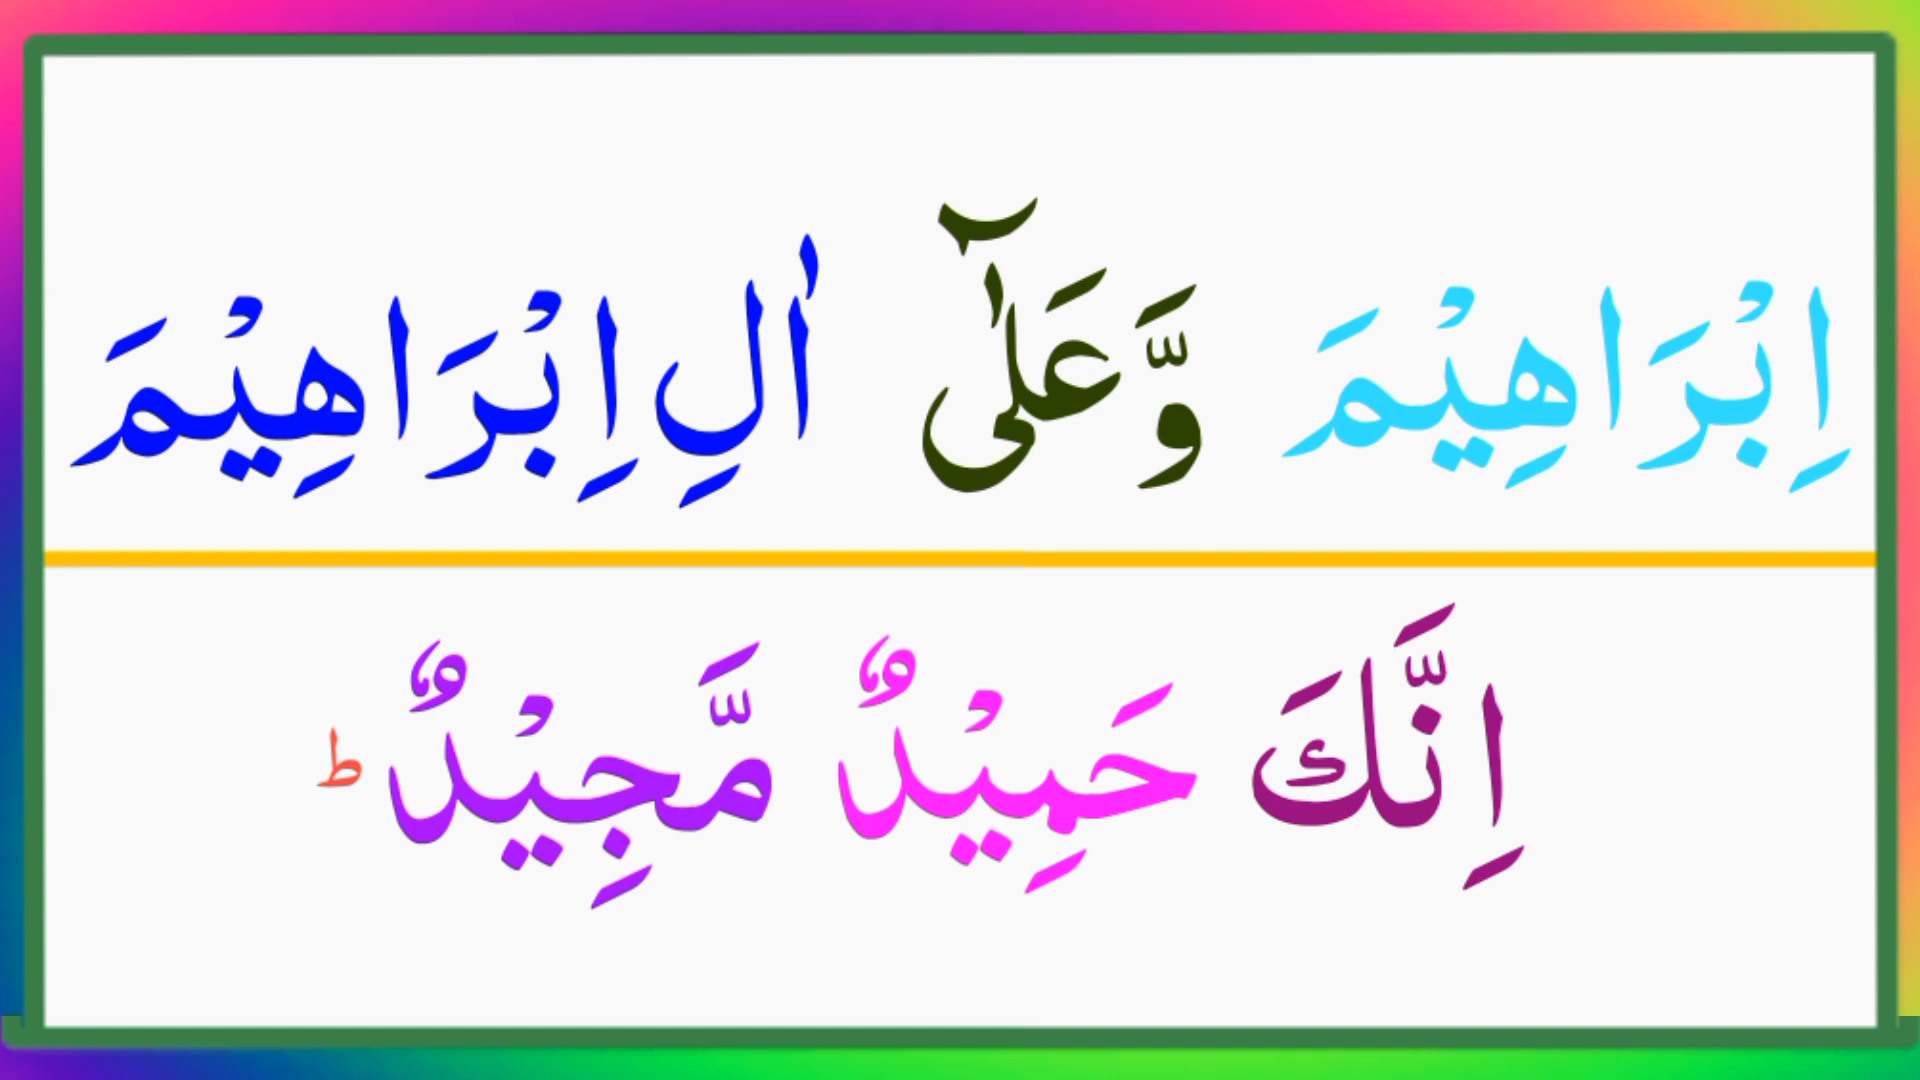 اِبْرَاهِيْمَ وَّعَلٰٓى اٰلِ اِبْرَاهِيْمَ
اِنَّكَ حَمِيْدٌ مَّجِيْدٌ ؕ